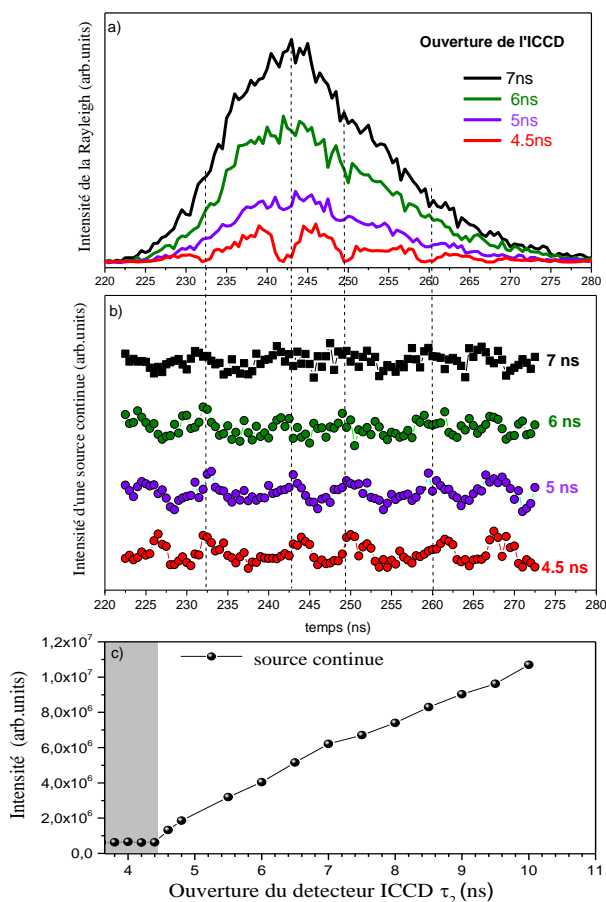 a)
Ouverture de l'ICCD
7ns
6ns
5ns
4.5ns
Intensité de la Rayleigh (arb.units)
220 225 230 235 240 245 250 255 260 265 270 275 280
b)
7 ns
6 ns
5 ns
4.5 ns
Intensité d'une source continue (arb.units)
220 225 230 235 240 245 250 255 260 265 270 275 280
temps (ns)
c)
source continue
1,2x10⁷
1,0x10⁷
8,0x10⁶
6,0x10⁶
4,0x10⁶
2,0x10⁶
0,0
Intensité (arb.units)
4 5 6 7 8 9 10 11
Ouverture du detecteur ICCD τ₂ (ns)